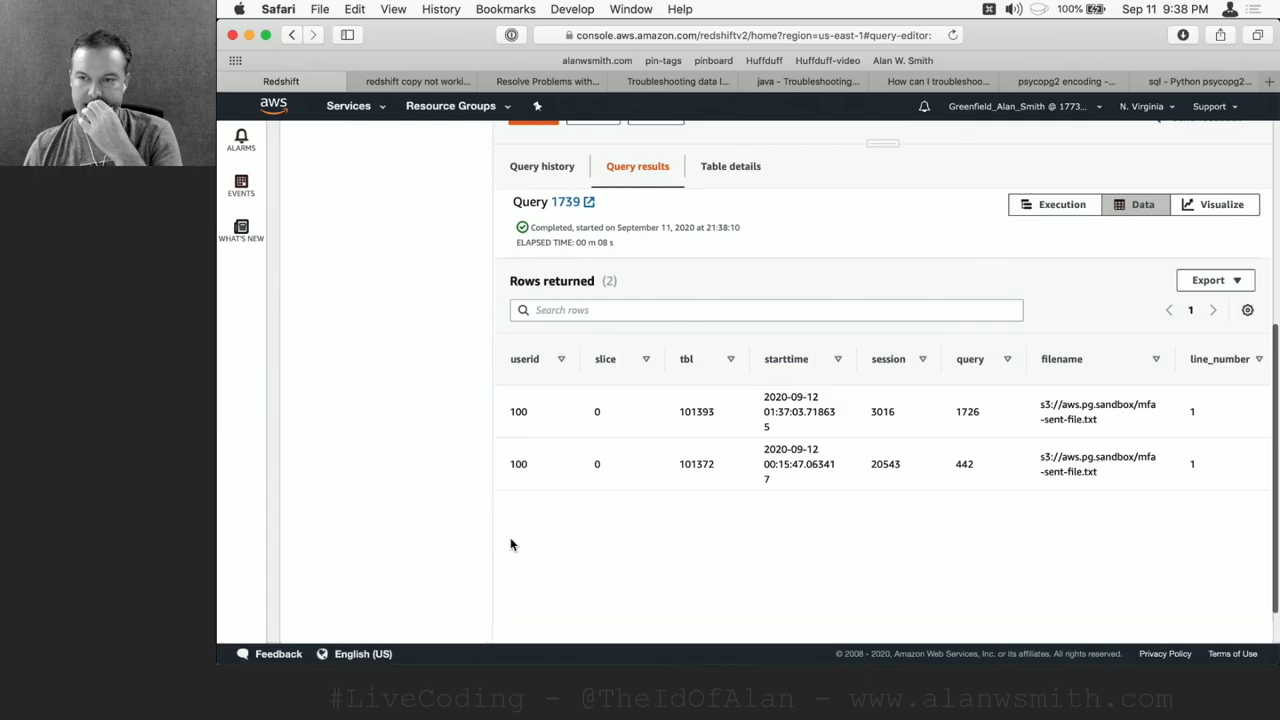 Safari File Edit View History Bookmarks Develop Window Help 100% Sep 11 9:38 PM
console.aws.amazon.com/redshiftv2/home?region=us-east-1#query-editor:
alanwsmith.com pin-tags pinboard Huffduff Huffduff-video Alan W. Smith
Redshift redshift copy not worki... Resolve Problems with... Troubleshooting data l... java - Troubleshooting... How can I troubleshoo... psycopg2 encoding -... sql - Python psycopg2...
aws Services Resource Groups Greenfield_Alan_Smith @ 1773... N. Virginia Support
ALARMS
EVENTS
WHAT'S NEW
Query history Query results Table details
Query 1739
Execution Data Visualize
Completed, started on September 11, 2020 at 21:38:10
ELAPSED TIME: 00 m 08 s
Rows returned (2)
Export
Search rows
1
userid slice tbl starttime session query filename line_number
100 0 101393 2020-09-12 01:37:03.718635 3016 1726 s3://aws.pg.sandbox/mfa-sent-file.txt 1
100 0 101372 2020-09-12 00:15:47.063417 20543 442 s3://aws.pg.sandbox/mfa-sent-file.txt 1
Feedback English (US) © 2008 - 2020, Amazon Web Services, Inc. or its affiliates. All rights reserved. Privacy Policy Terms of Use
#LiveCoding - @TheIdOfAlan - www.alanwsmith.com